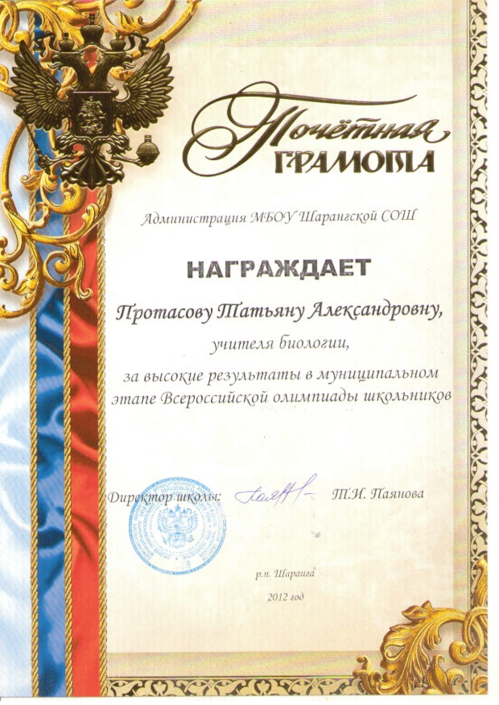 Почётная
ГРАМОТА
Администрация МБОУ Шарангской СОШ
НАГРАЖДАЕТ
Протасову Татьяну Александровну,
учителя биологии,
за высокие результаты в муниципальном
этапе Всероссийской олимпиады школьников
Директор школы: Т.И. Паянова
р.п. Шаранга
2012 год